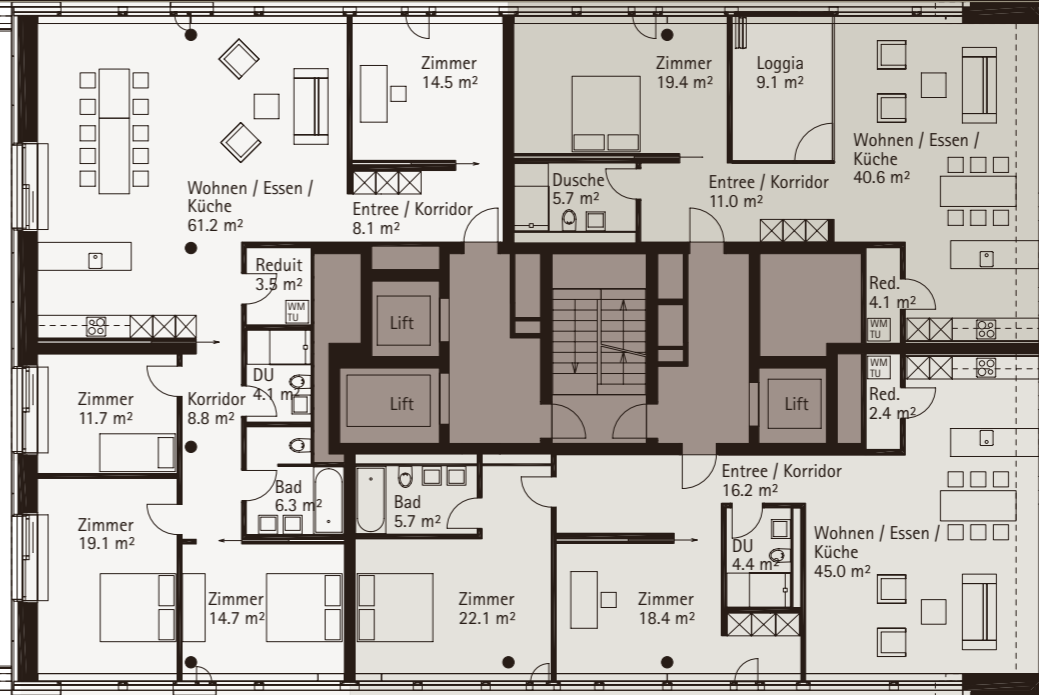 Zimmer
14.5 m²
Zimmer
19.4 m²
Loggia
9.1 m²
Wohnen / Essen /
Küche
40.6 m²
Wohnen / Essen /
Küche
61.2 m²
Entree / Korridor
8.1 m²
Dusche
5.7 m²
Entree / Korridor
11.0 m²
Reduit
3.5 m²
WM
TU
Lift
Red.
4.1 m²
WM
TU
DU
4.1 m²
Zimmer
11.7 m²
Korridor
8.8 m²
Lift
Lift
WM
TU
Red.
2.4 m²
Bad
6.3 m²
Bad
5.7 m²
Entree / Korridor
16.2 m²
Zimmer
19.1 m²
DU
4.4 m²
Wohnen / Essen /
Küche
45.0 m²
Zimmer
14.7 m²
Zimmer
22.1 m²
Zimmer
18.4 m²